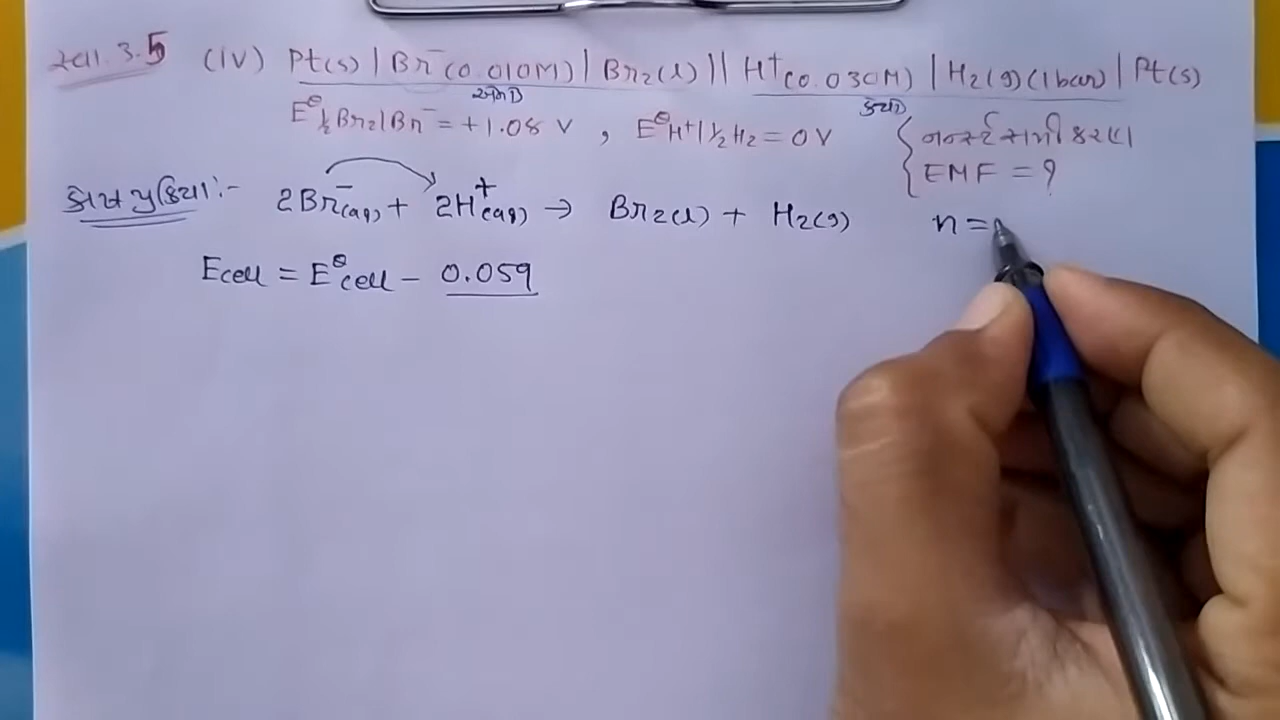 સ્વા.3.5 (iv) Pt(s) | Br⁻(0.010M) | Br2(l) || H⁺(0.030M) | H2(g)(1bar) | Pt(s)
એનોડ કેથોડ
E⊖ ½Br2|Br⁻ = +1.08 V , E⊖ H⁺|½H2 = 0V { નર્ન્સ્ટ સમી કરણ
EMF = ?
કોષ પ્રક્રિયા :- 2Br⁻(aq) + 2H⁺(aq) → Br2(l) + H2(g) n =
Ecell = E⊖cell - 0.059